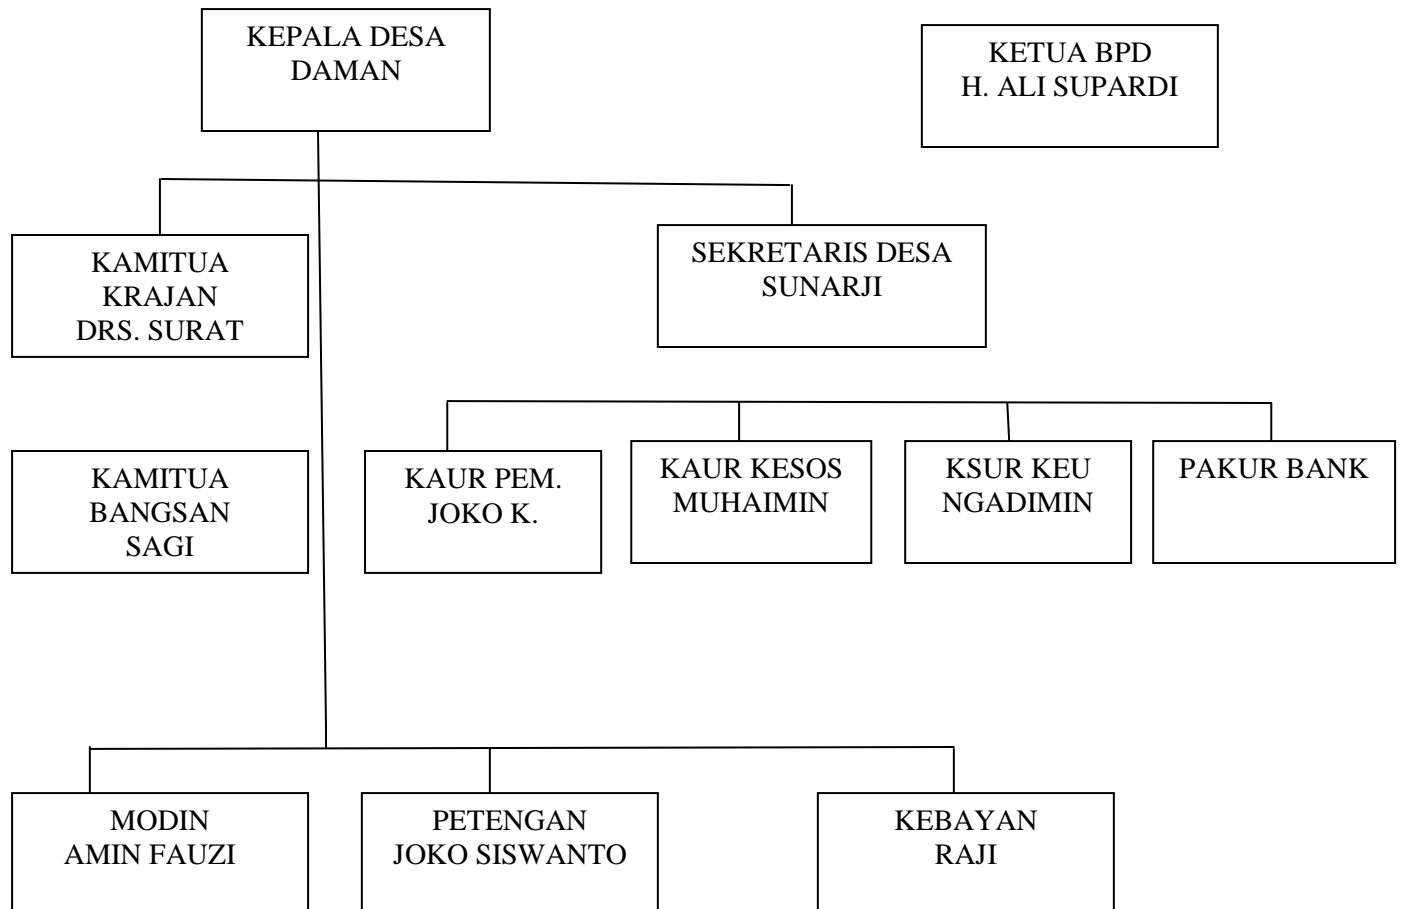 KEPALA DESA
DAMAN
KETUA BPD
H. ALI SUPARDI
KAMITUA
KRAJAN
DRS. SURAT
SEKRETARIS DESA
SUNARJI
KAMITUA
BANGSAN
SAGI
KAUR PEM.
JOKO K.
KAUR KESOS
MUHAIMIN
KSUR KEU
NGADIMIN
PAKUR BANK
MODIN
AMIN FAUZI
PETENGAN
JOKO SISWANTO
KEBAYAN
RAJI